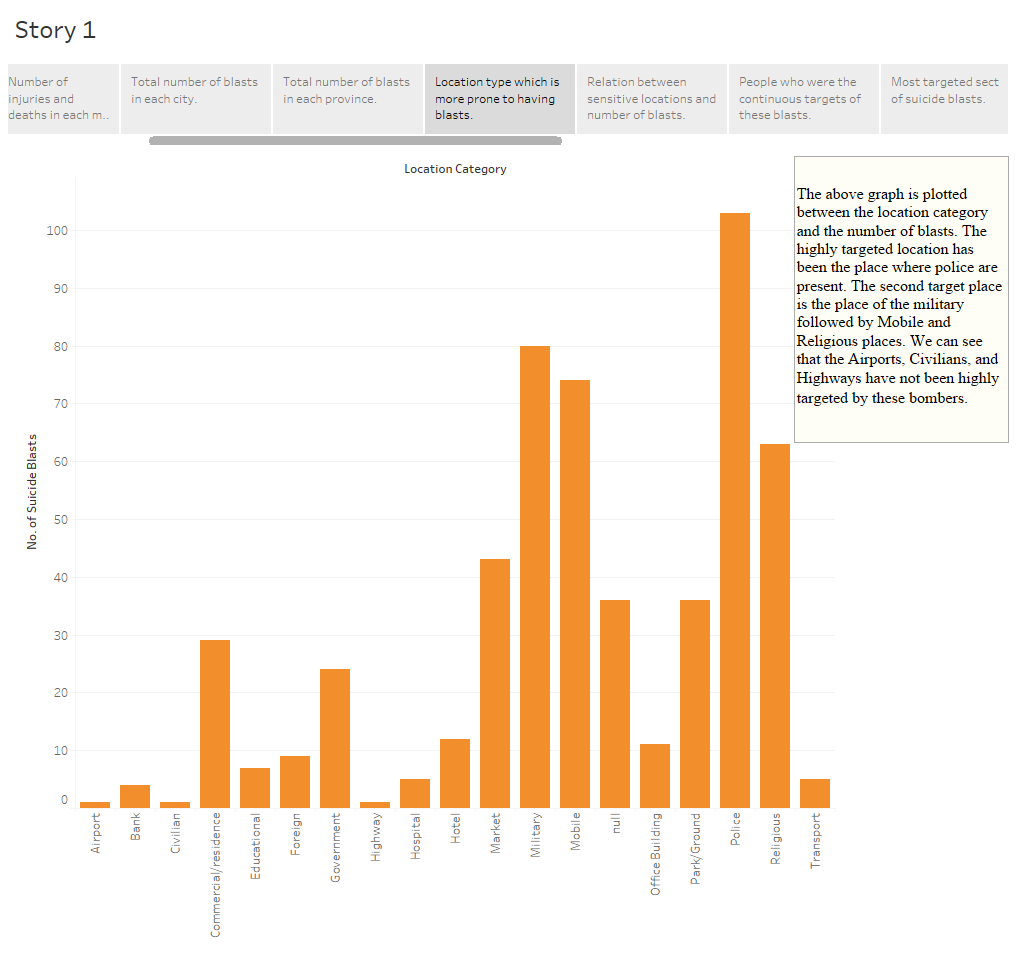 Story 1
Number of
injuries and
deaths in each m..
Total number of blasts
in each city.
Total number of blasts
in each province.
Location type which is
more prone to having
blasts.
Relation between
sensitive locations and
number of blasts.
People who were the
continuous targets of
these blasts.
Most targeted sect
of suicide blasts.
Location Category
The above graph is plotted
between the location category
and the number of blasts. The
highly targeted location has
been the place where police are
present. The second target place
is the place of the military
followed by Mobile and
Religious places. We can see
that the Airports, Civilians, and
Highways have not been highly
targeted by these bombers.
No. of Suicide Blasts
100
90
80
70
60
50
40
30
20
10
0
Airport
Bank
Civilian
Commercial/residence
Educational
Foreign
Government
Highway
Hospital
Hotel
Market
Military
Mobile
null
Office Building
Park/Ground
Police
Religious
Transport